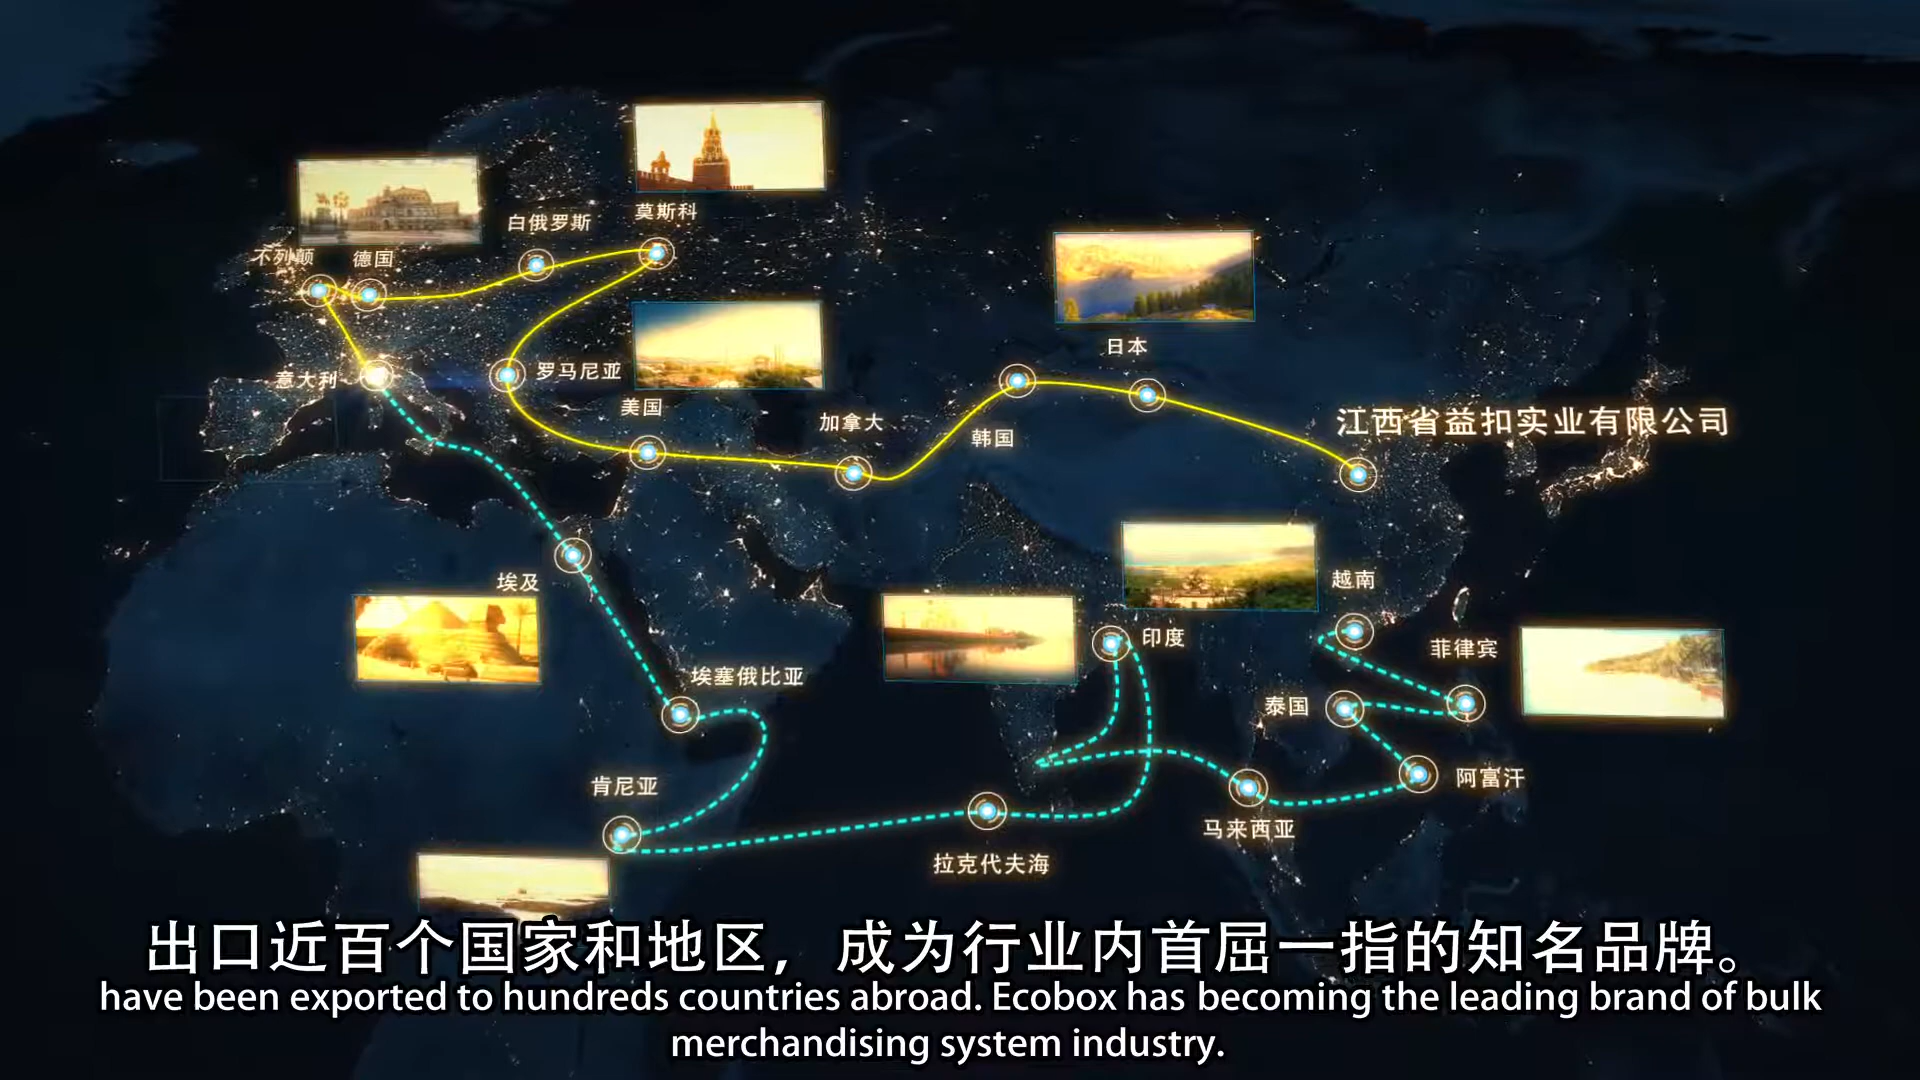 莫斯科
白俄罗斯
不列颠
德国
日本
罗马尼亚
意大利
美国
加拿大
韩国
江西省益扣实业有限公司
埃及
越南
印度
菲律宾
埃塞俄比亚
泰国
阿富汗
肯尼亚
马来西亚
拉克代夫海
出口近百个国家和地区，成为行业内首屈一指的知名品牌。
have been exported to hundreds countries abroad. Ecobox has becoming the leading brand of bulk
merchandising system industry.